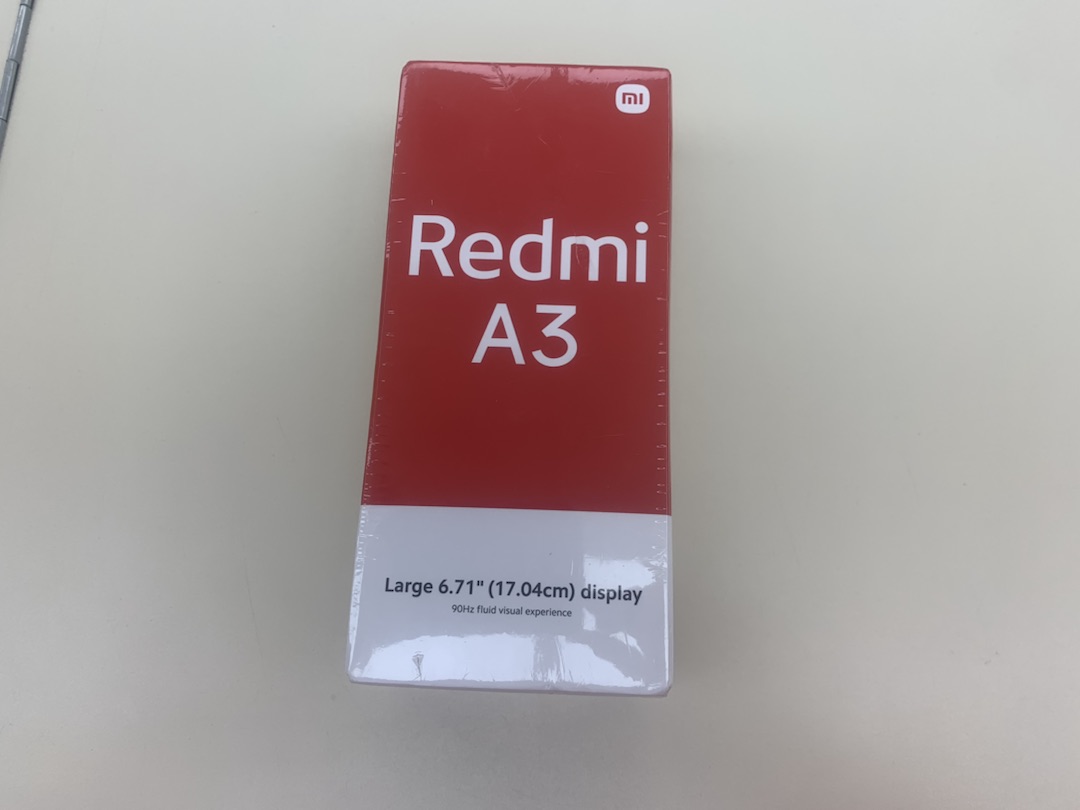 mi
Redmi
A3
Large 6.71" (17.04cm) display
90Hz fluid visual experience